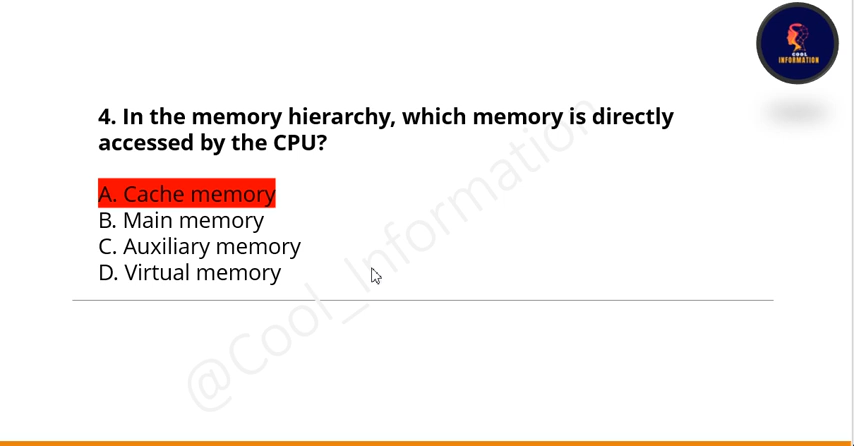 COOL
INFORMATION
4. In the memory hierarchy, which memory is directly
accessed by the CPU?
A. Cache memory
B. Main memory
C. Auxiliary memory
D. Virtual memory
@Cool_Information